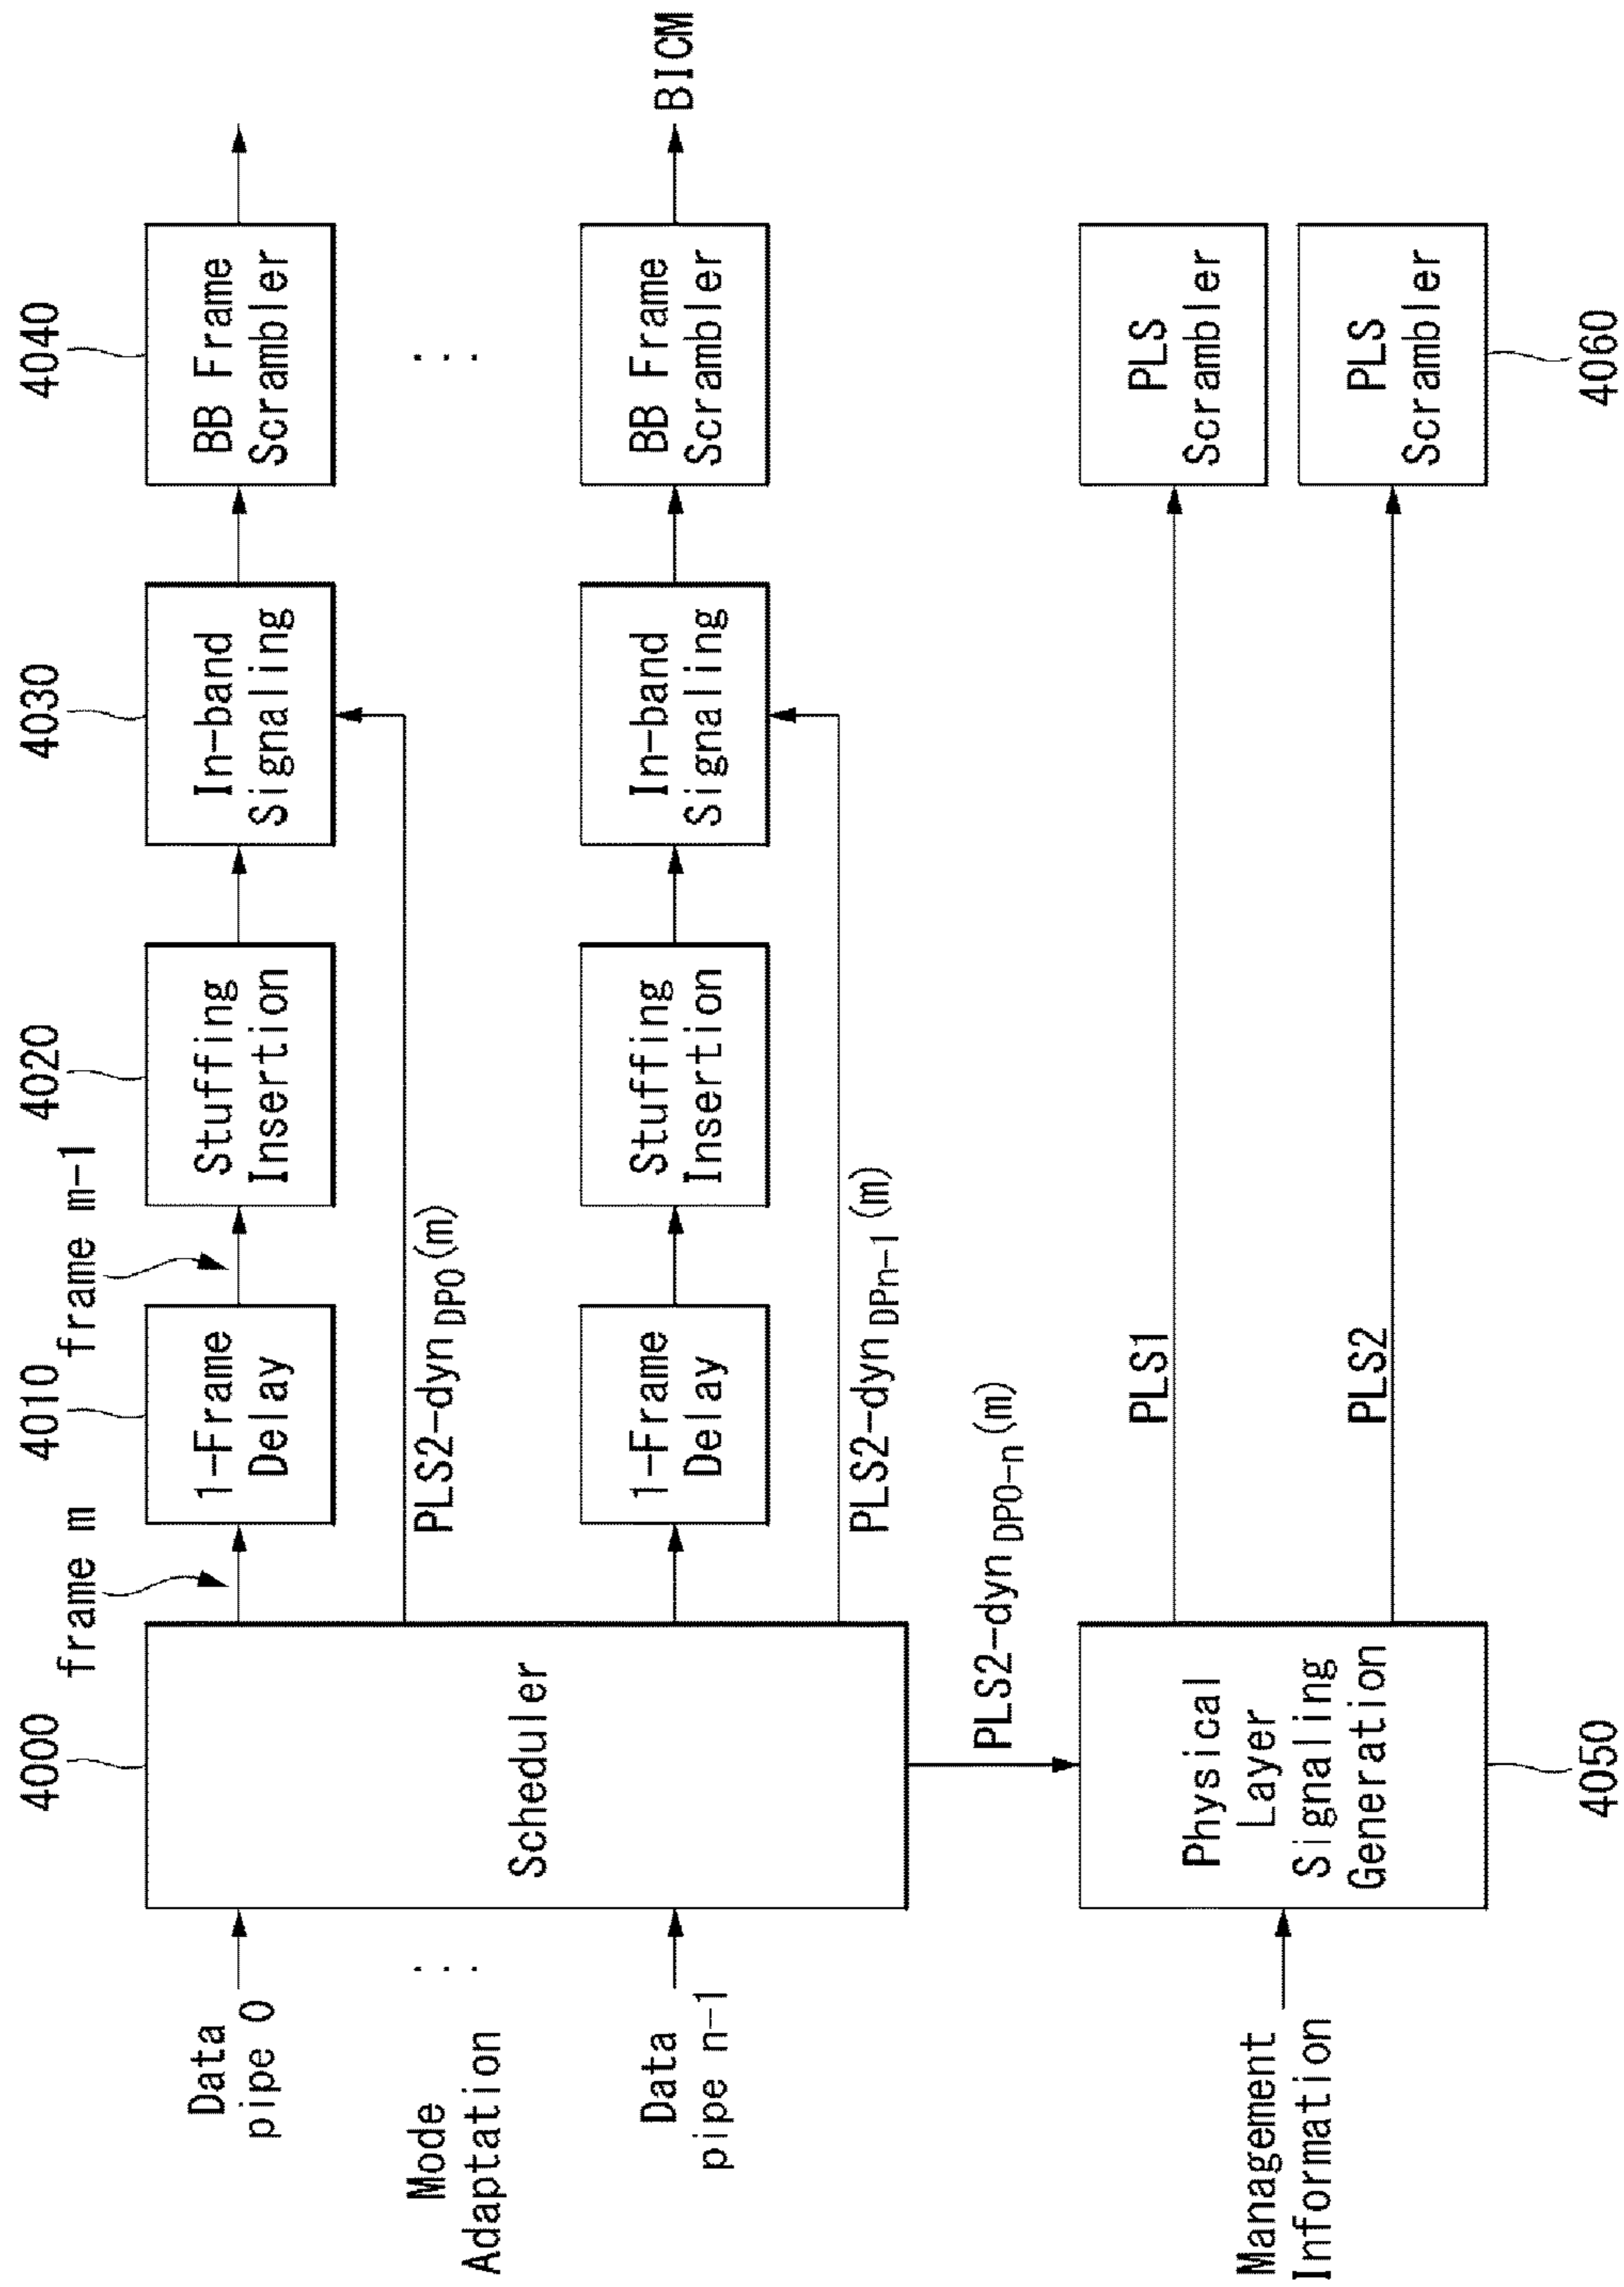 4000
4010
4020
4030
4040
frame m
frame m-1
Data
pipe 0
Scheduler
1-Frame
Delay
Stuffing
Insertion
In-band
Signaling
BB Frame
Scrambler
Mode
Adaptation
...
PLS2-dyn DP0 (m)
...
Data
pipe n-1
1-Frame
Delay
Stuffing
Insertion
In-band
Signaling
BB Frame
Scrambler
BICM
PLS2-dyn DPn-1 (m)
PLS2-dyn DP0-n (m)
Management
Information
Physical
Layer
Signaling
Generation
PLS1
PLS
Scrambler
PLS2
PLS
Scrambler
4050
4060